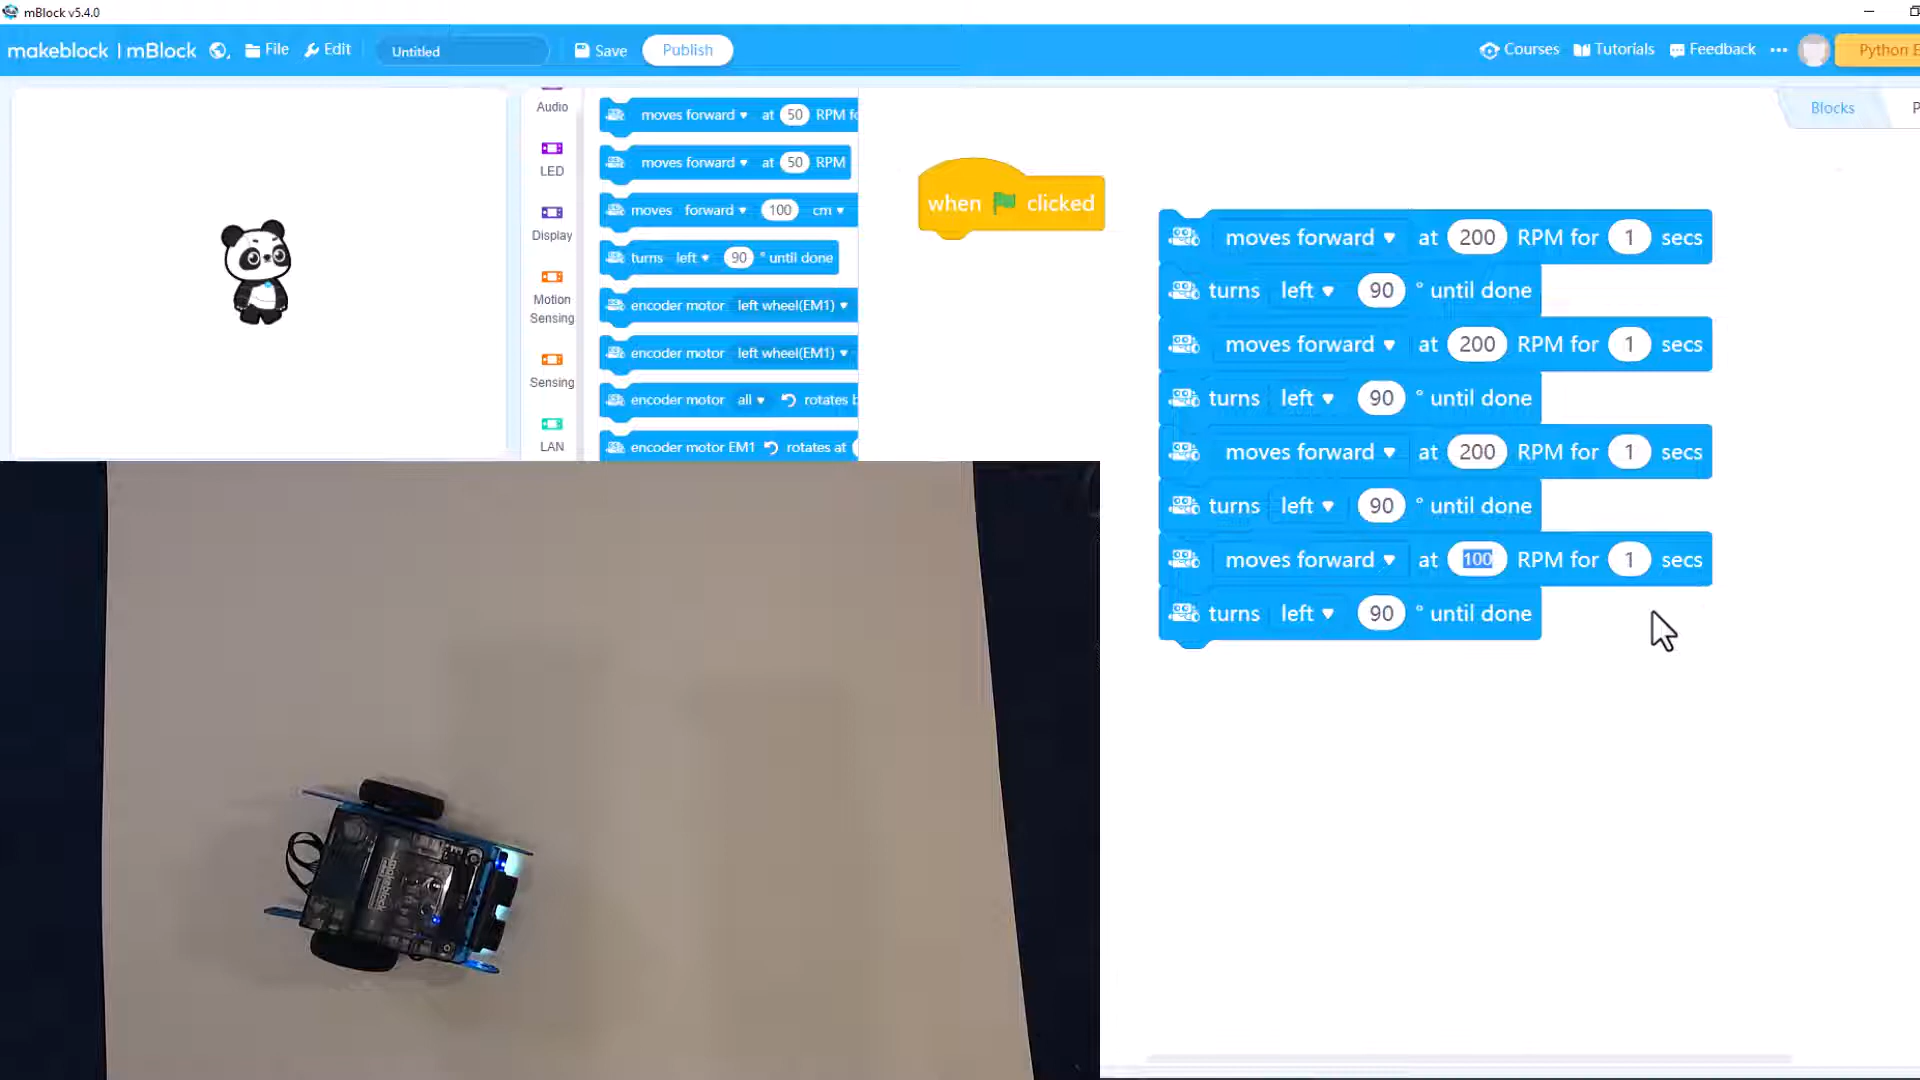 mBlock v5.4.0
makeblock | mBlock File Edit Untitled Save Publish Courses Tutorials Feedback Python E
Audio
LED
Display
Motion
Sensing
Sensing
LAN
moves forward at 50 RPM fo
moves forward at 50 RPM
moves forward 100 cm
turns left 90 ° until done
encoder motor left wheel(EM1)
encoder motor left wheel(EM1)
encoder motor all rotates b
encoder motor EM1 rotates at
when clicked
Blocks P
moves forward at 200 RPM for 1 secs
turns left 90 ° until done
moves forward at 200 RPM for 1 secs
turns left 90 ° until done
moves forward at 200 RPM for 1 secs
turns left 90 ° until done
moves forward at 100 RPM for 1 secs
turns left 90 ° until done
makeblock